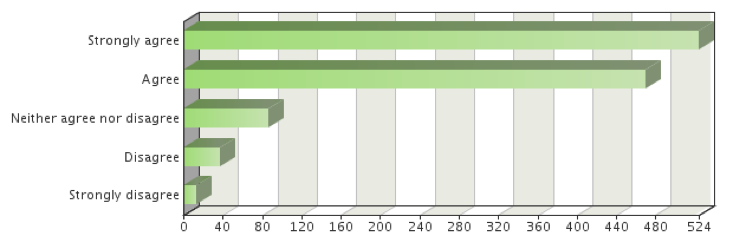 Strongly agree
Agree
Neither agree nor disagree
Disagree
Strongly disagree
0 40 80 120 160 200 240 280 320 360 400 440 480 524